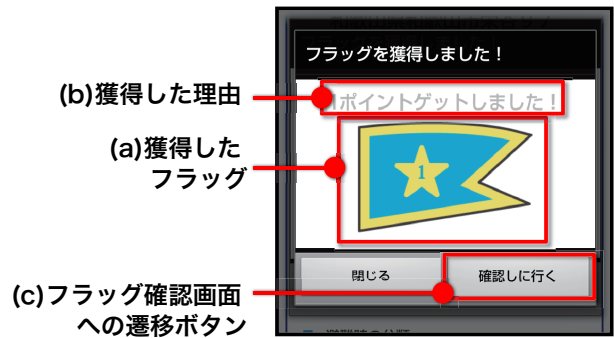 フラッグを獲得しました！
(b)獲得した理由
1ポイントゲットしました！
(a)獲得した
フラッグ
1
閉じる
確認しに行く
(c)フラッグ確認画面
への遷移ボタン